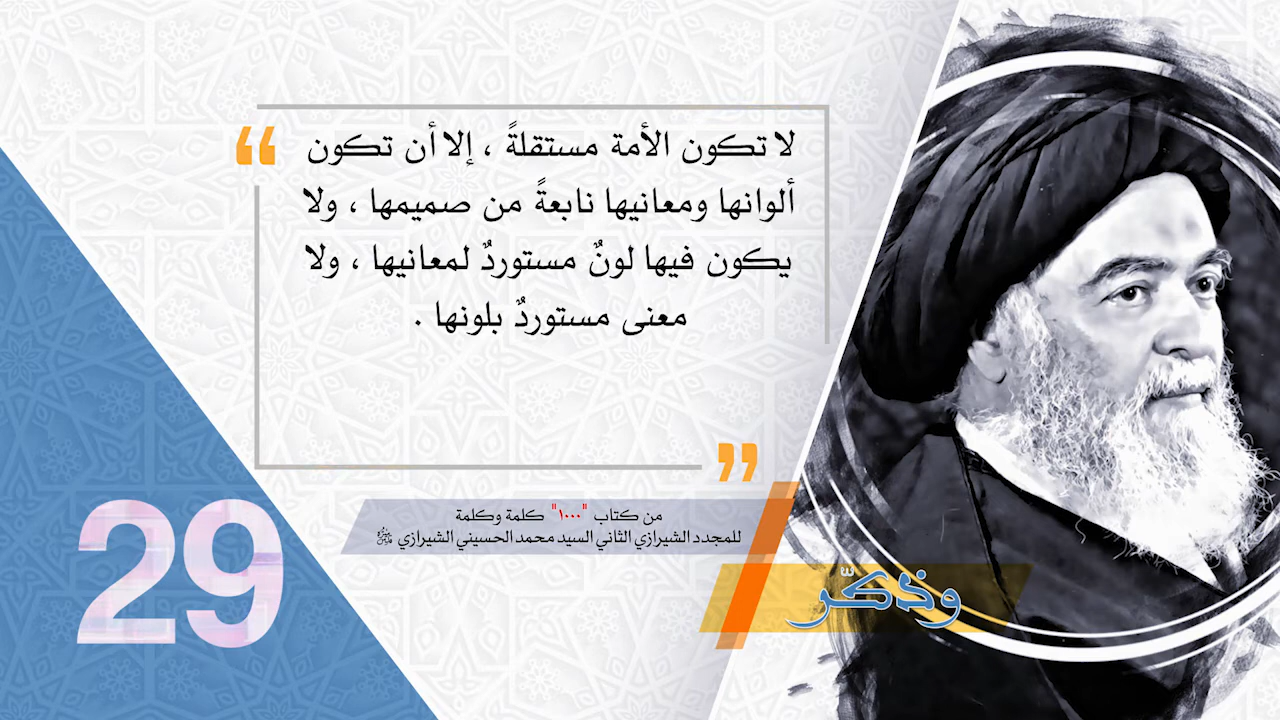 لا تكون الأمة مستقلةً ، إلا أن تكون
ألوانها ومعانيها نابعةً من صميمها ، ولا
يكون فيها لونٌ مستوردٌ لمعانيها ، ولا
معنى مستوردٌ بلونها .
من كتاب "١٠٠٠" كلمة وكلمة
للمجدد الشيرازي الثاني السيد محمد الحسيني الشيرازي
وذكّر
29